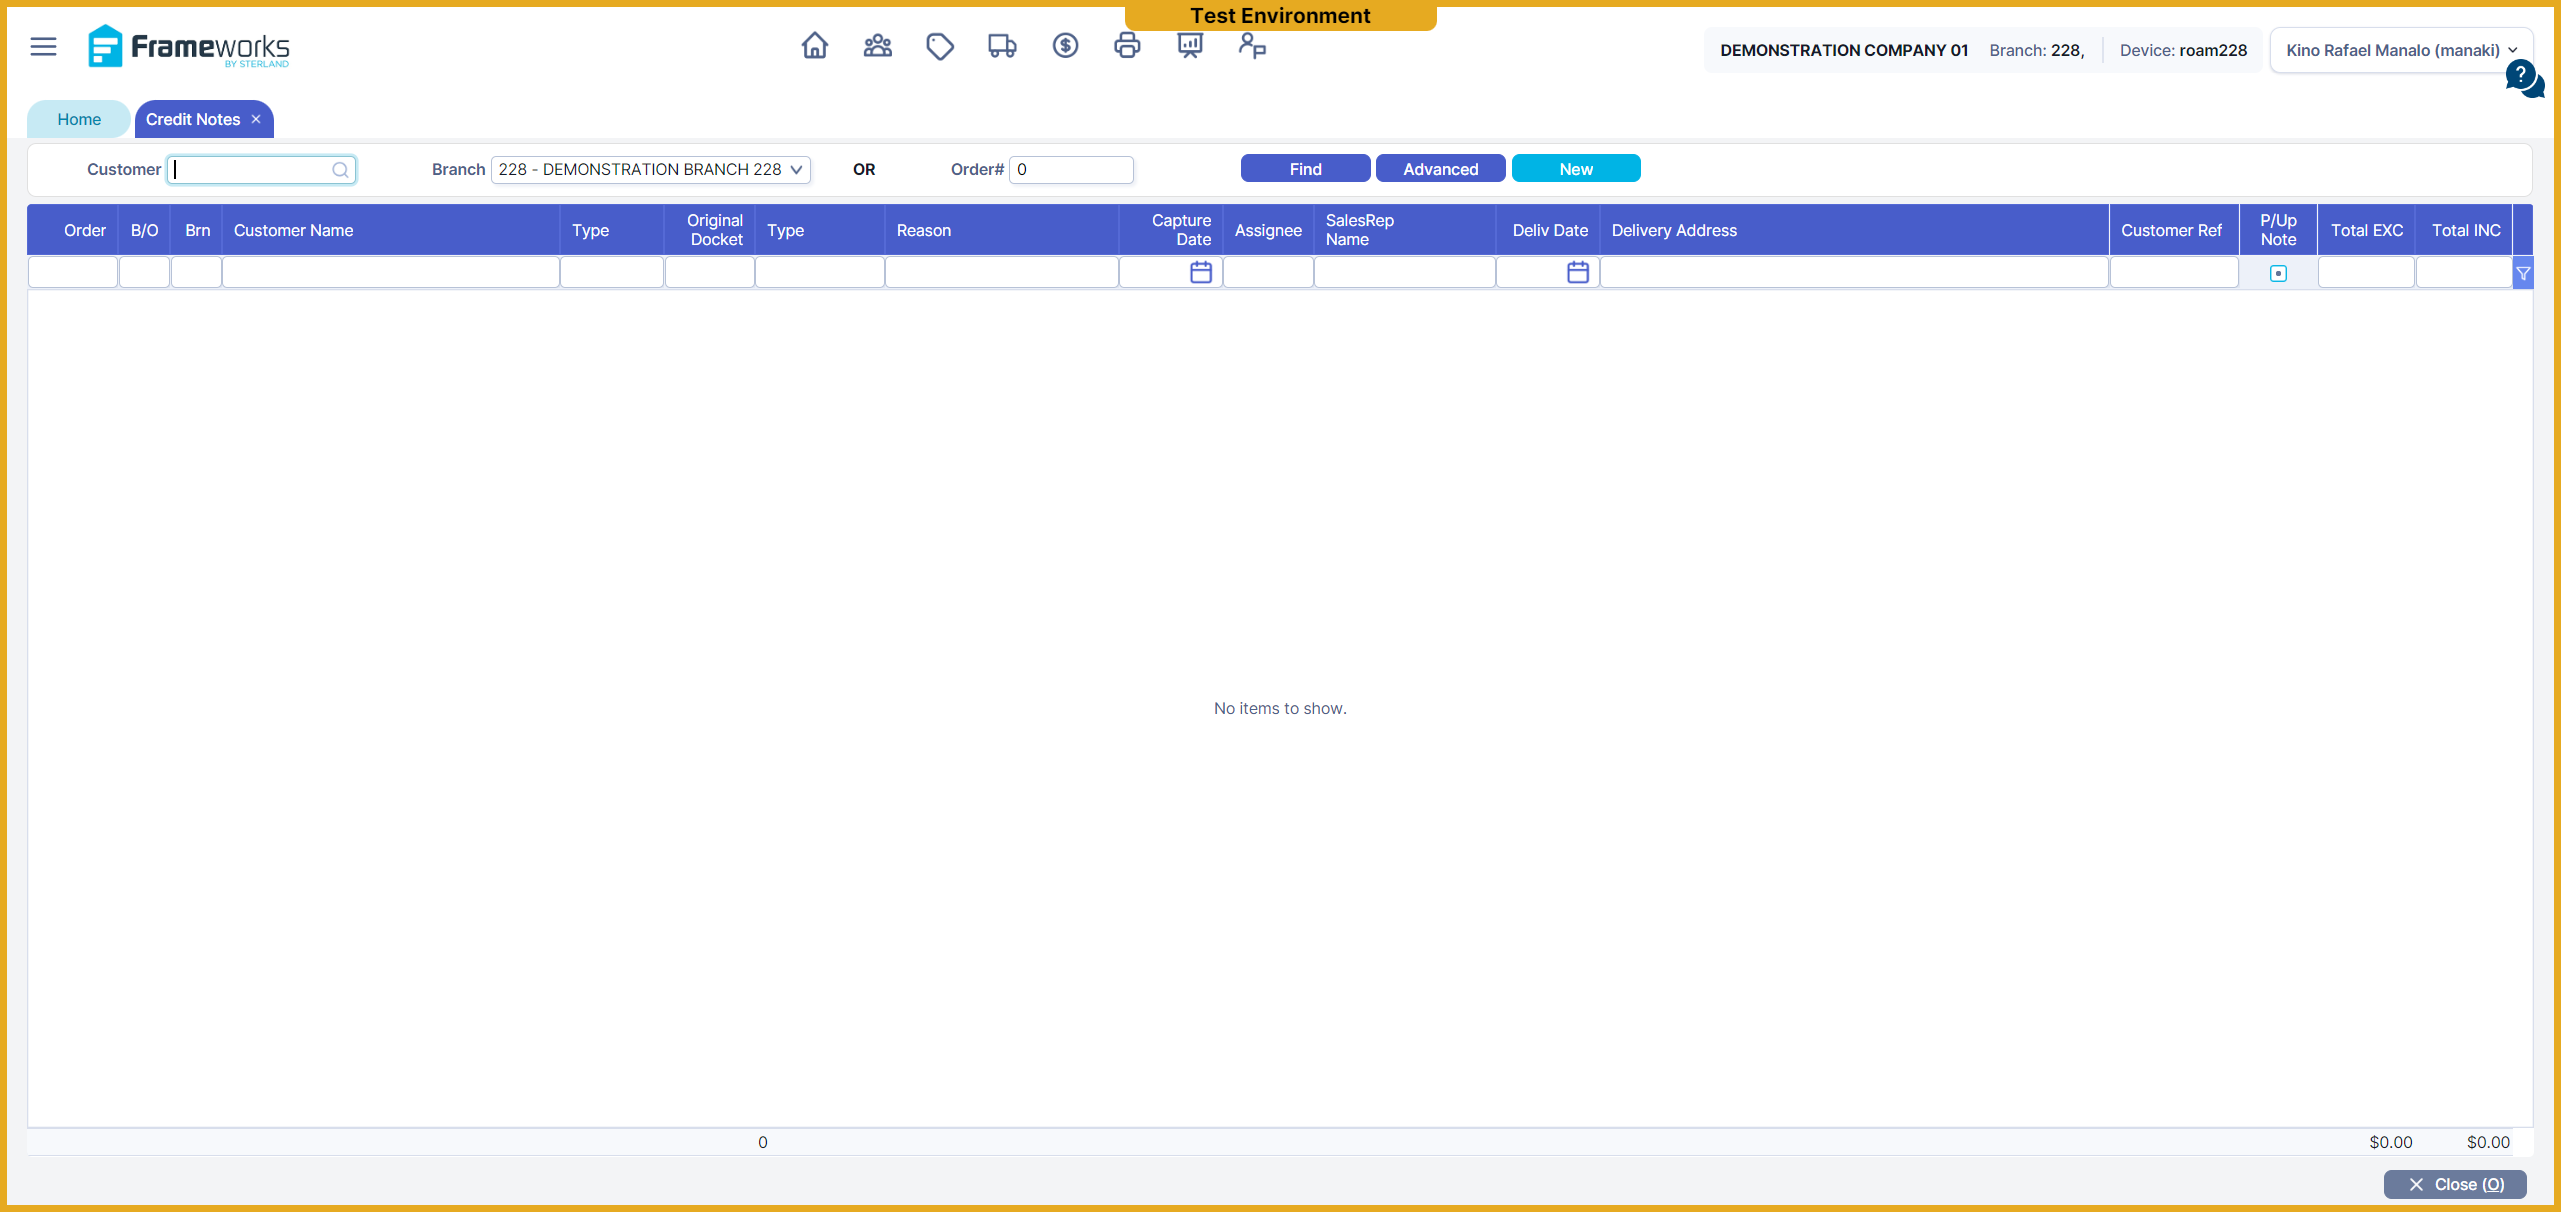 Test Environment
Frameworks
BY STERLAND
DEMONSTRATION COMPANY 01 Branch: 228, Device: roam228 Kino Rafael Manalo (manaki)
?
Home Credit Notes ×
Customer Branch 228 - DEMONSTRATION BRANCH 228 OR Order# 0 Find Advanced New
Order B/O Brn Customer Name Type Original Docket Type Reason Capture Date Assignee SalesRep Name Deliv Date Delivery Address Customer Ref P/Up Note Total EXC Total INC
No items to show.
0 $0.00 $0.00
Close (O)